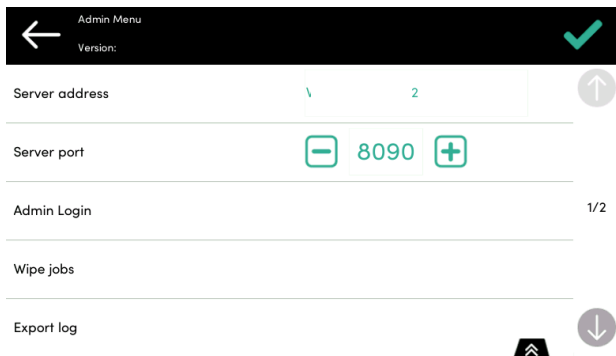 Admin Menu
Version:
Server address
2
Server port
8090
Admin Login
1/2
Wipe jobs
Export log